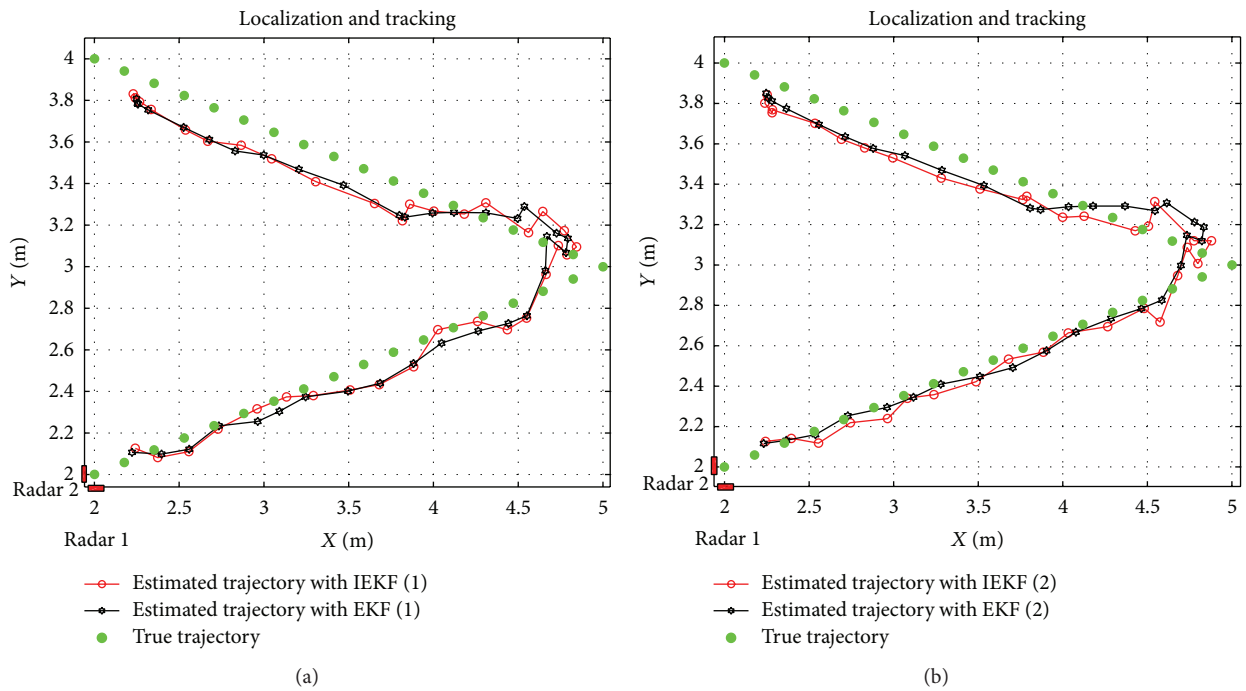 Localization and tracking
4
3.8
3.6
3.4
3.2
3
2.8
2.6
2.4
2.2
2
Y (m)
Radar 2
2 2.5 3 3.5 4 4.5 5
Radar 1
X (m)
Estimated trajectory with IEKF (1)
Estimated trajectory with EKF (1)
True trajectory
(a)
Localization and tracking
4
3.8
3.6
3.4
3.2
3
2.8
2.6
2.4
2.2
2
Y (m)
Radar 2
2 2.5 3 3.5 4 4.5 5
Radar 1
X (m)
Estimated trajectory with IEKF (2)
Estimated trajectory with EKF (2)
True trajectory
(b)